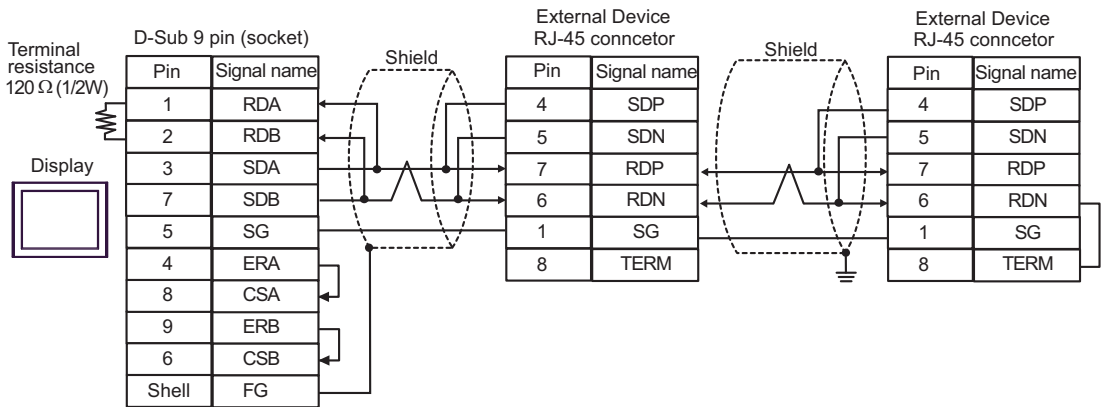 Terminal
resistance
120 Ω (1/2W)
Display
D-Sub 9 pin (socket)
Pin Signal name
1 RDA
2 RDB
3 SDA
7 SDB
5 SG
4 ERA
8 CSA
9 ERB
6 CSB
Shell FG
Shield
External Device
RJ-45 conncetor
Pin Signal name
4 SDP
5 SDN
7 RDP
6 RDN
1 SG
8 TERM
Shield
External Device
RJ-45 conncetor
Pin Signal name
4 SDP
5 SDN
7 RDP
6 RDN
1 SG
8 TERM